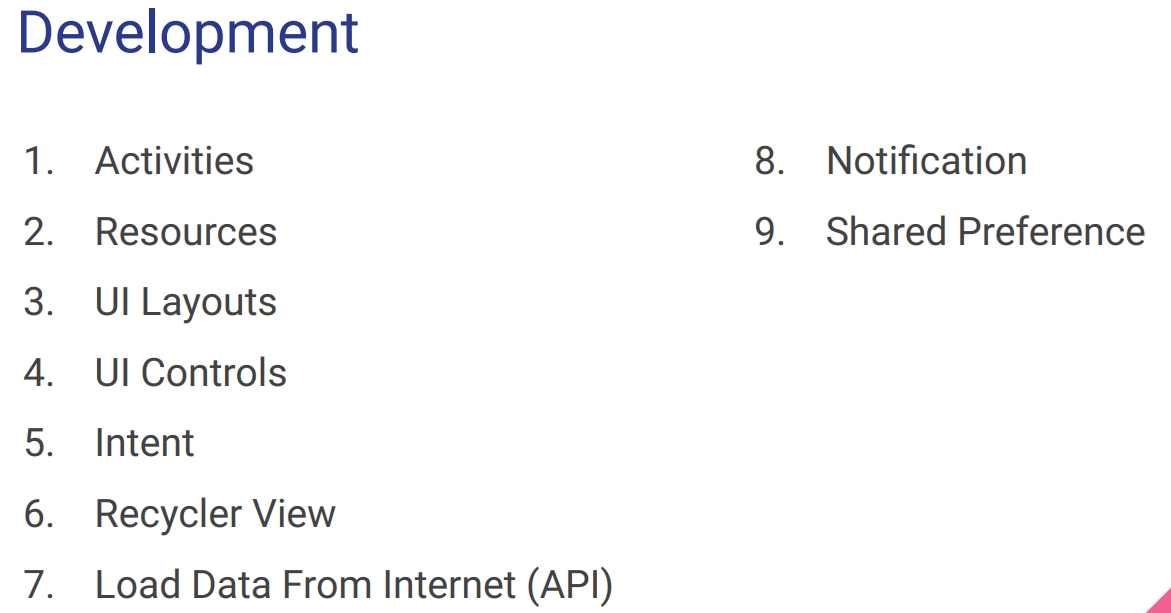 Development
1. Activities
2. Resources
3. UI Layouts
4. UI Controls
5. Intent
6. Recycler View
7. Load Data From Internet (API)
8. Notification
9. Shared Preference